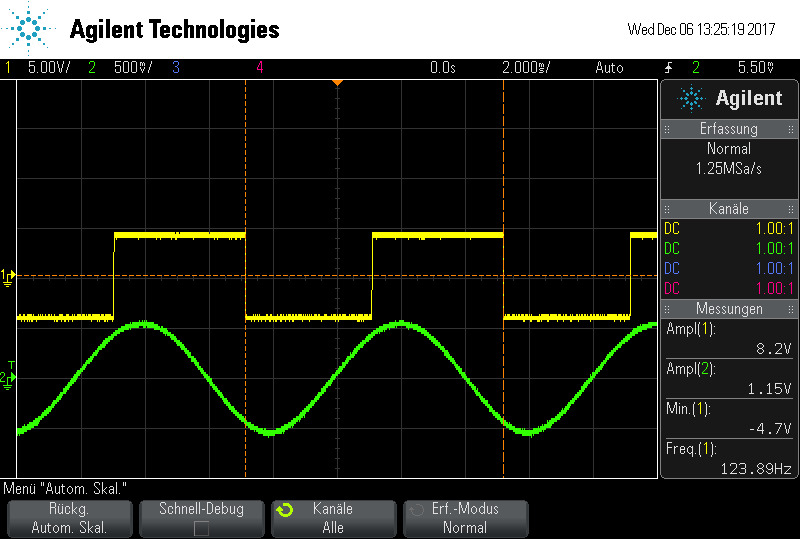 Agilent Technologies
Wed Dec 06 13:25:19 2017
1 5.00V/ 2 500mV/ 3 4 0.0s 2.000ms/ Auto 2 5.50V
Agilent
Erfassung
Normal
1.25MSa/s
Kanäle
DC 1.00:1
DC 1.00:1
DC 1.00:1
DC 1.00:1
Messungen
Ampl(1):
8.2V
Ampl(2):
1.15V
Min.(1):
-4.7V
Freq.(1):
123.89Hz
1
T
2
Menü "Autom. Skal."
Rückg.
Autom. Skal.
Schnell-Debug
Kanäle
Alle
Erf.-Modus
Normal